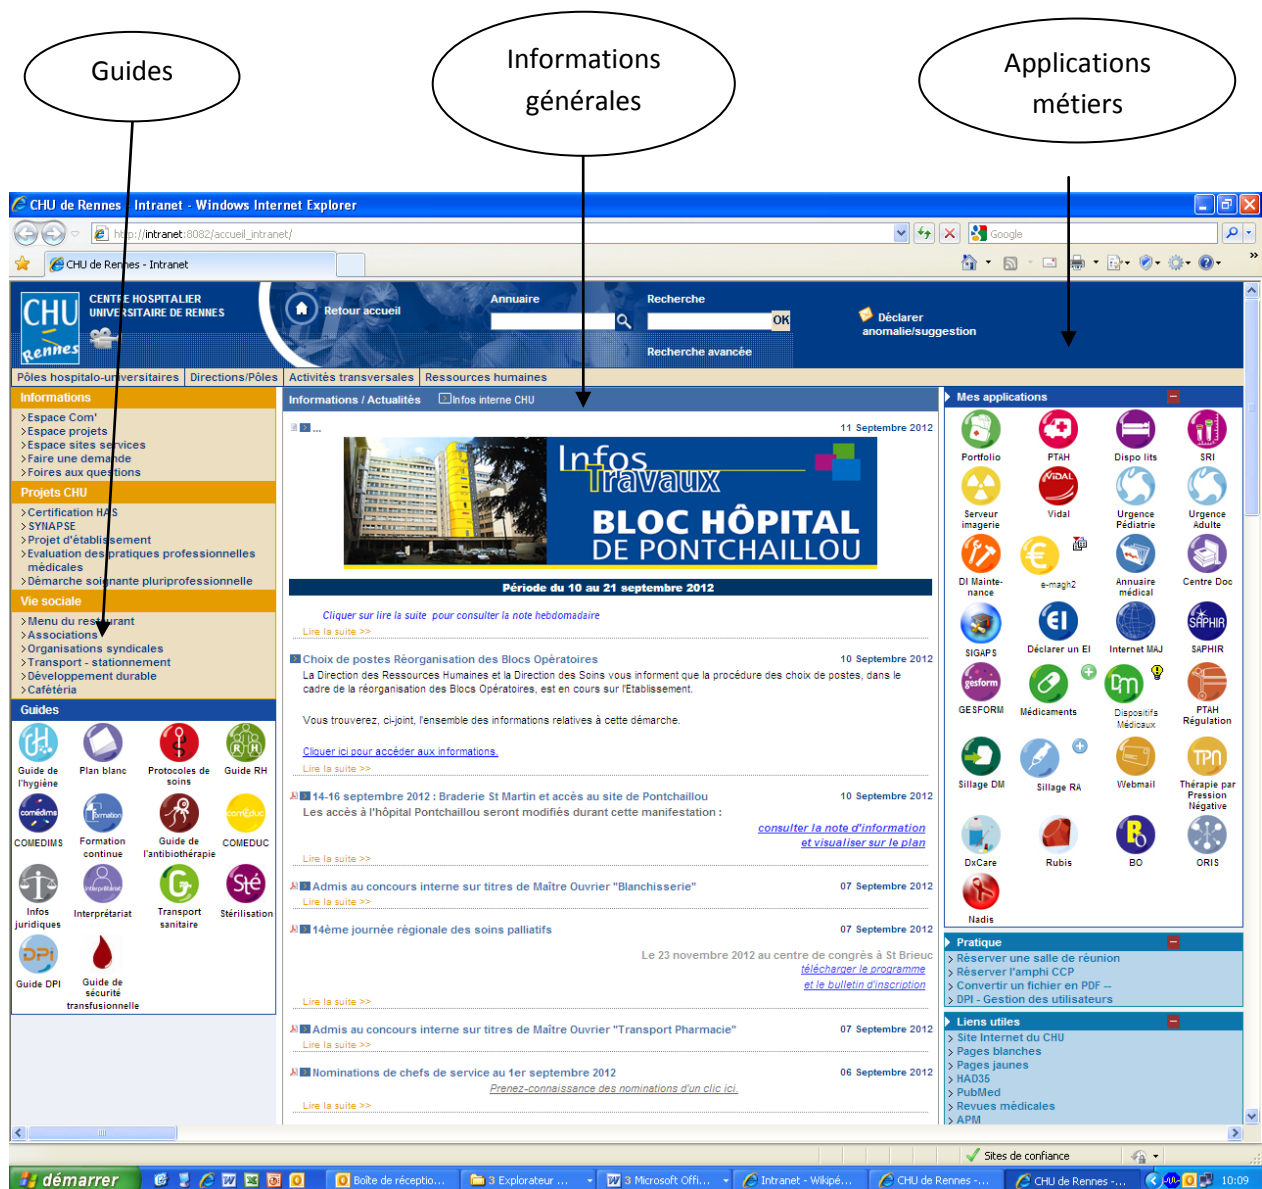 Guides
Informations
générales
Applications
métiers
CHU de Rennes - Intranet - Windows Internet Explorer
http://intranet:8082/accueil_intranet/
Google
CHU de Rennes - Intranet
CHU
Rennes
CENTRE HOSPITALIER
UNIVERSITAIRE DE RENNES
Retour accueil
Annuaire
Recherche
OK
Recherche avancée
Déclarer
anomalie/suggestion
Pôles hospitalo-universitaires
Directions/Pôles
Activités transversales
Ressources humaines
Informations
Espace Com'
Espace projets
Espace sites services
Faire une demande
Foires aux questions
Projets CHU
Certification HAS
SYNAPSE
Projet d'établissement
Evaluation des pratiques professionnelles
médicales
Démarche soignante pluriprofessionnelle
Vie sociale
Menu du restaurant
Associations
Organisations syndicales
Transport - stationnement
Développement durable
Cafétéria
Guides
Guide de
l'hygiène
Plan blanc
Protocoles de
soins
RH
Guide RH
comédims
COMEDIMS
Formation
Formation
continue
Guide de
l'antibiothérapie
comEduc
COMEDUC
Infos
juridiques
interprétariat
Interprétariat
Transport
sanitaire
Sté
Stérilisation
DPi
Guide DPI
Guide de
sécurité
transfusionnelle
Informations / Actualités
Infos interne CHU
...
11 Septembre 2012
Infos
Travaux
BLOC HÔPITAL
DE PONTCHAILLOU
Période du 10 au 21 septembre 2012
Cliquer sur lire la suite pour consulter la note hebdomadaire
Lire la suite >>
Choix de postes Réorganisation des Blocs Opératoires
10 Septembre 2012
La Direction des Ressources Humaines et la Direction des Soins vous informent que la procédure des choix de postes, dans le
cadre de la réorganisation des Blocs Opératoires, est en cours sur l'Etablissement.
Vous trouverez, ci-joint, l'ensemble des informations relatives à cette démarche.
Cliquer ici pour accéder aux informations.
Lire la suite >>
14-16 septembre 2012 : Braderie St Martin et accès au site de Pontchaillou
10 Septembre 2012
Les accès à l'hôpital Pontchaillou seront modifiés durant cette manifestation :
consulter la note d'information
et visualiser sur le plan
Lire la suite >>
Admis au concours interne sur titres de Maître Ouvrier "Blanchisserie"
07 Septembre 2012
Lire la suite >>
14ème journée régionale des soins palliatifs
07 Septembre 2012
Le 23 novembre 2012 au centre de congrès à St Brieuc
télécharger le programme
et le bulletin d'inscription
Lire la suite >>
Admis au concours interne sur titres de Maître Ouvrier "Transport Pharmacie"
07 Septembre 2012
Lire la suite >>
Nominations de chefs de service au 1er septembre 2012
06 Septembre 2012
Prenez-connaissance des nominations d'un clic ici.
Lire la suite >>
Mes applications
Portfolio
PTAH
Dispo lits
SRI
Serveur
imagerie
ViDAL
Vidal
Urgence
Pédiatrie
Urgence
Adulte
DI Mainte-
nance
€
e-magh2
Annuaire
médical
Centre Doc
SIGAPS
EI
Déclarer un EI
Internet MAJ
SAPHIR
SAPHIR
gesform
GESFORM
Médicaments
Dm
Dispositifs
Médicaux
PTAH
Régulation
Sillage DM
Sillage RA
Webmail
TPN
Thérapie par
Pression
Négative
DxCare
Rubis
BO
BO
ORIS
Nadis
Pratique
Réserver une salle de réunion
Réserver l'amphi CCP
Convertir un fichier en PDF --
DPI - Gestion des utilisateurs
Liens utiles
Site Internet du CHU
Pages blanches
Pages jaunes
HAD35
PubMed
Revues médicales
APM
Sites de confiance
démarrer
Boîte de réceptio...
3 Explorateur ...
3 Microsoft Offi...
Intranet - Wikipé...
CHU de Rennes -...
CHU de Rennes -...
10:09